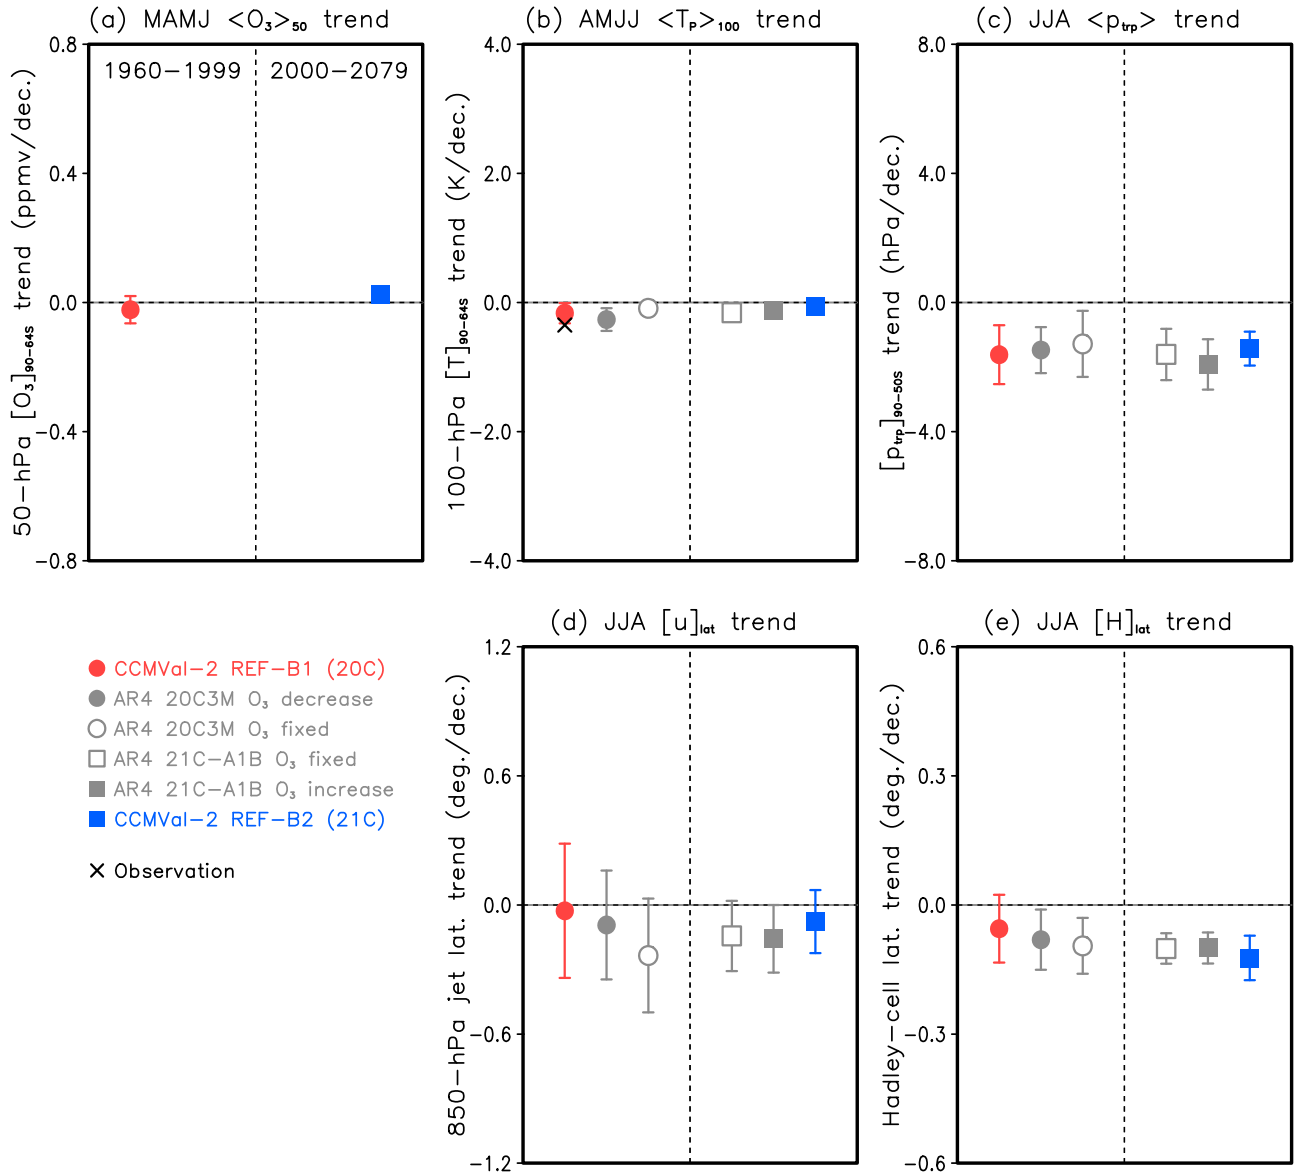 (a) MAMJ <O₃>₅₀ trend
50-hPa [O₃]₉₀₋₆₄S trend (ppmv/dec.)
0.8
0.4
0.0
-0.4
-0.8
1960-1999
2000-2079
(b) AMJJ <Tₚ>₁₀₀ trend
100-hPa [T]₉₀₋₆₄S trend (K/dec.)
4.0
2.0
0.0
-2.0
-4.0
(c) JJA <pₜᵣₚ> trend
[pₜᵣₚ]₉₀₋₅₀S trend (hPa/dec.)
8.0
4.0
0.0
-4.0
-8.0
CCMVal-2 REF-B1 (20C)
AR4 20C3M O₃ decrease
AR4 20C3M O₃ fixed
AR4 21C-A1B O₃ fixed
AR4 21C-A1B O₃ increase
CCMVal-2 REF-B2 (21C)
Observation
(d) JJA [u]ₗₐₜ trend
850-hPa jet lat. trend (deg./dec.)
1.2
0.6
0.0
-0.6
-1.2
(e) JJA [H]ₗₐₜ trend
Hadley-cell lat. trend (deg./dec.)
0.6
0.3
0.0
-0.3
-0.6